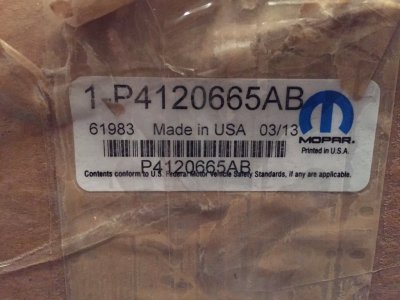 1-P4120665AB
61983 Made in USA 03/13
MOPAR.
Printed in U.S.A.
P4120665AB
Contents conform to U.S. Federal Motor Vehicle Safety Standards, if any are applicable.